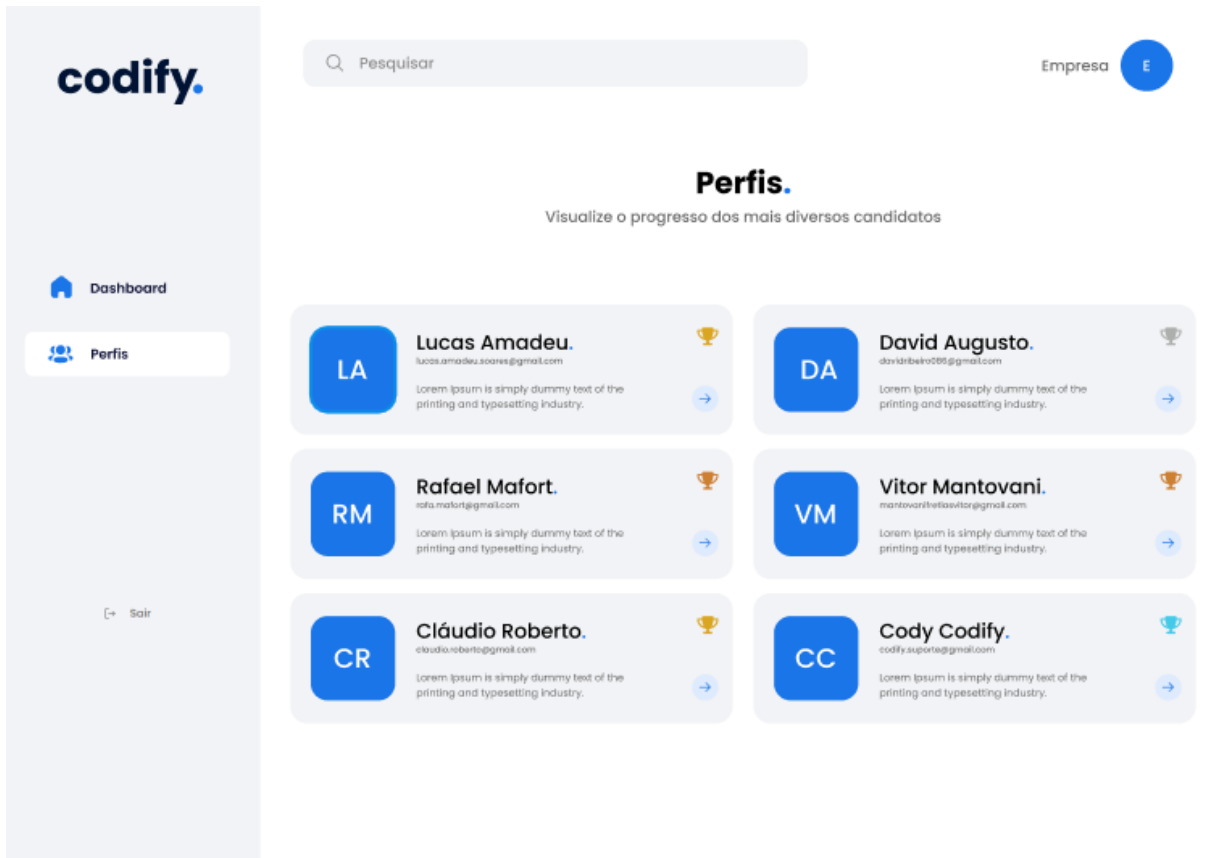 codify.
Pesquisar
Empresa
E
Perfis.
Visualize o progresso dos mais diversos candidatos
Dashboard
Perfis
Sair
LA
Lucas Amadeu.
lucas.amadeu.soares@gmail.com
Lorem Ipsum is simply dummy text of the
printing and typesetting industry.
DA
David Augusto.
Lorem Ipsum is simply dummy text of the
printing and typesetting industry.
RM
Rafael Mafort.
rafa.mafort@gmail.com
Lorem Ipsum is simply dummy text of the
printing and typesetting industry.
VM
Vitor Mantovani.
Lorem Ipsum is simply dummy text of the
printing and typesetting industry.
CR
Cláudio Roberto.
claudio.roberto@gmail.com
Lorem Ipsum is simply dummy text of the
printing and typesetting industry.
CC
Cody Codify.
codify.suporte@gmail.com
Lorem Ipsum is simply dummy text of the
printing and typesetting industry.